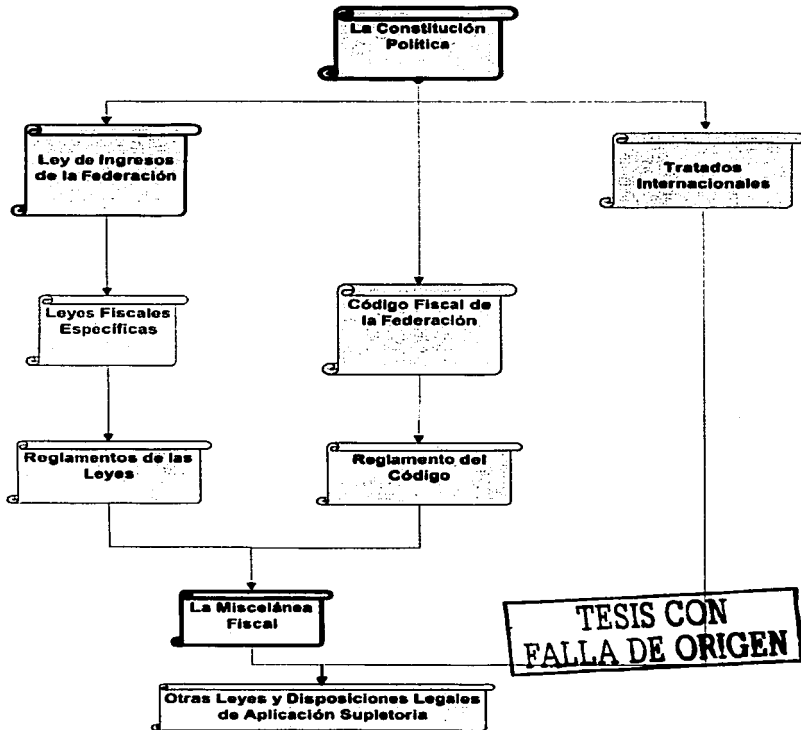 La Constitución
Política
Ley de Ingresos
de la Federación
Tratados
Internacionales
Leyes Fiscales
Específicas
Código Fiscal de
la Federación
Reglamentos de las
Leyes
Reglamento del
Código
La Miscelánea
Fiscal
TESIS CON
FALLA DE ORIGEN
Otras Leyes y Disposiciones Legales
de Aplicación Supletoria